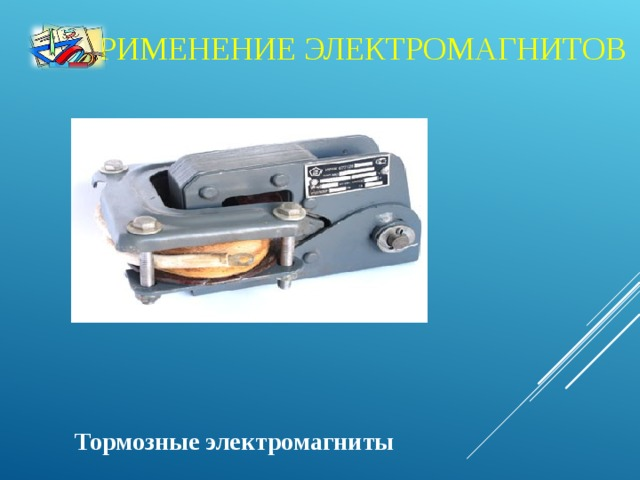 РИМЕНЕНИЕ ЭЛЕКТРОМАГНИТОВ
Тормозные электромагниты